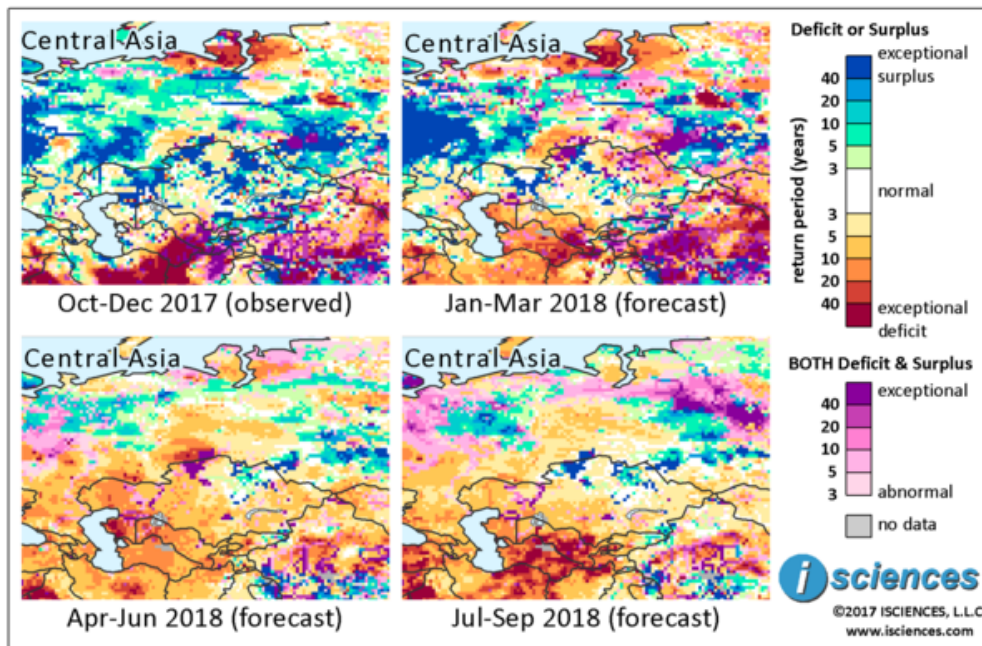 Central Asia
Oct-Dec 2017 (observed)
Central Asia
Jan-Mar 2018 (forecast)
Central Asia
Apr-Jun 2018 (forecast)
Central Asia
Jul-Sep 2018 (forecast)
Deficit or Surplus
exceptional
surplus
40
20
10
5
3
normal
3
5
10
20
40
exceptional
deficit
return period (years)
BOTH Deficit & Surplus
exceptional
40
20
10
5
3
abnormal
no data
i sciences
©2017 ISCIENCES, L.L.C
www.isciences.com